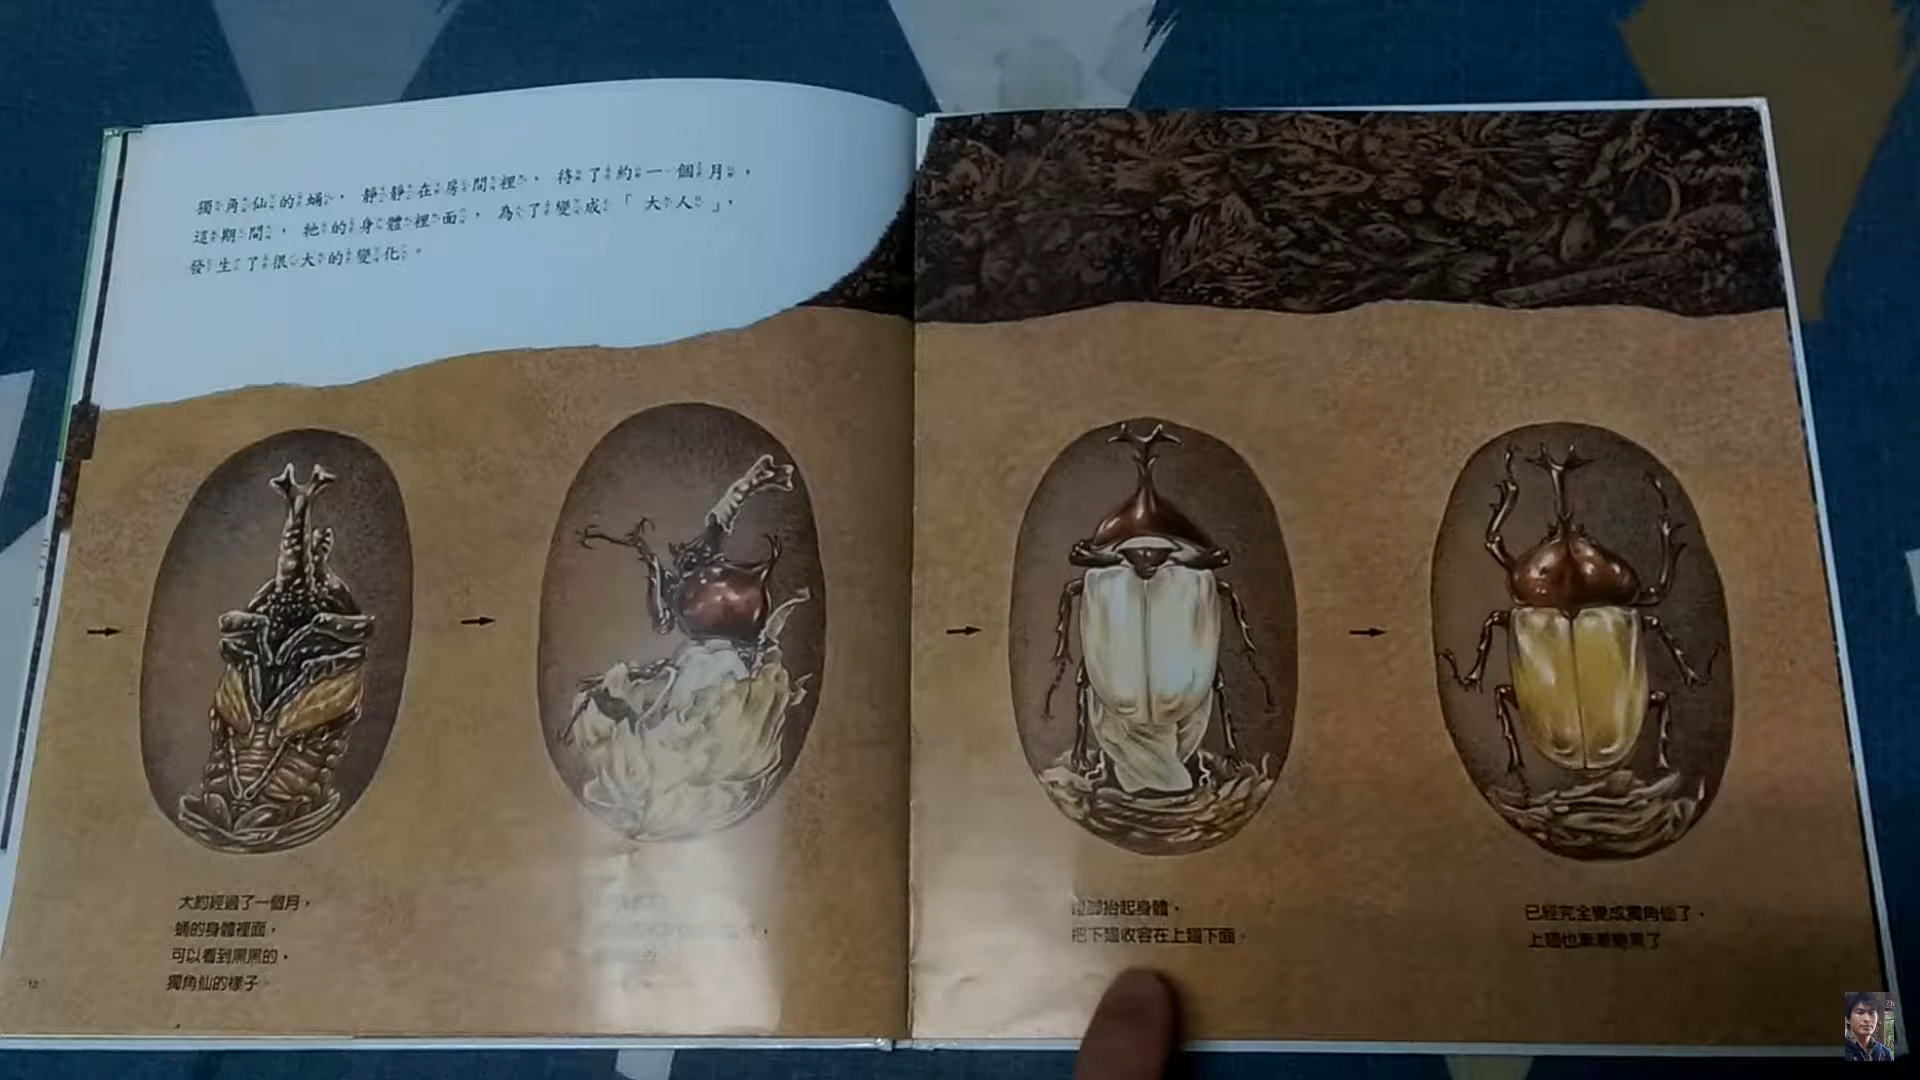 獨角仙的蛹，靜靜在房間裡，待了約一個月，
這期間，牠的身體裡面，為了變成「大人」，
發生了很大的變化。
大約經過了一個月，
蛹的身體裡面，
可以看到黑黑的，
獨角仙的樣子。
抬起身體，
把下翅收容在上翅下面。
已經完全變成獨角仙了，
上翅也漸漸變黑了
12